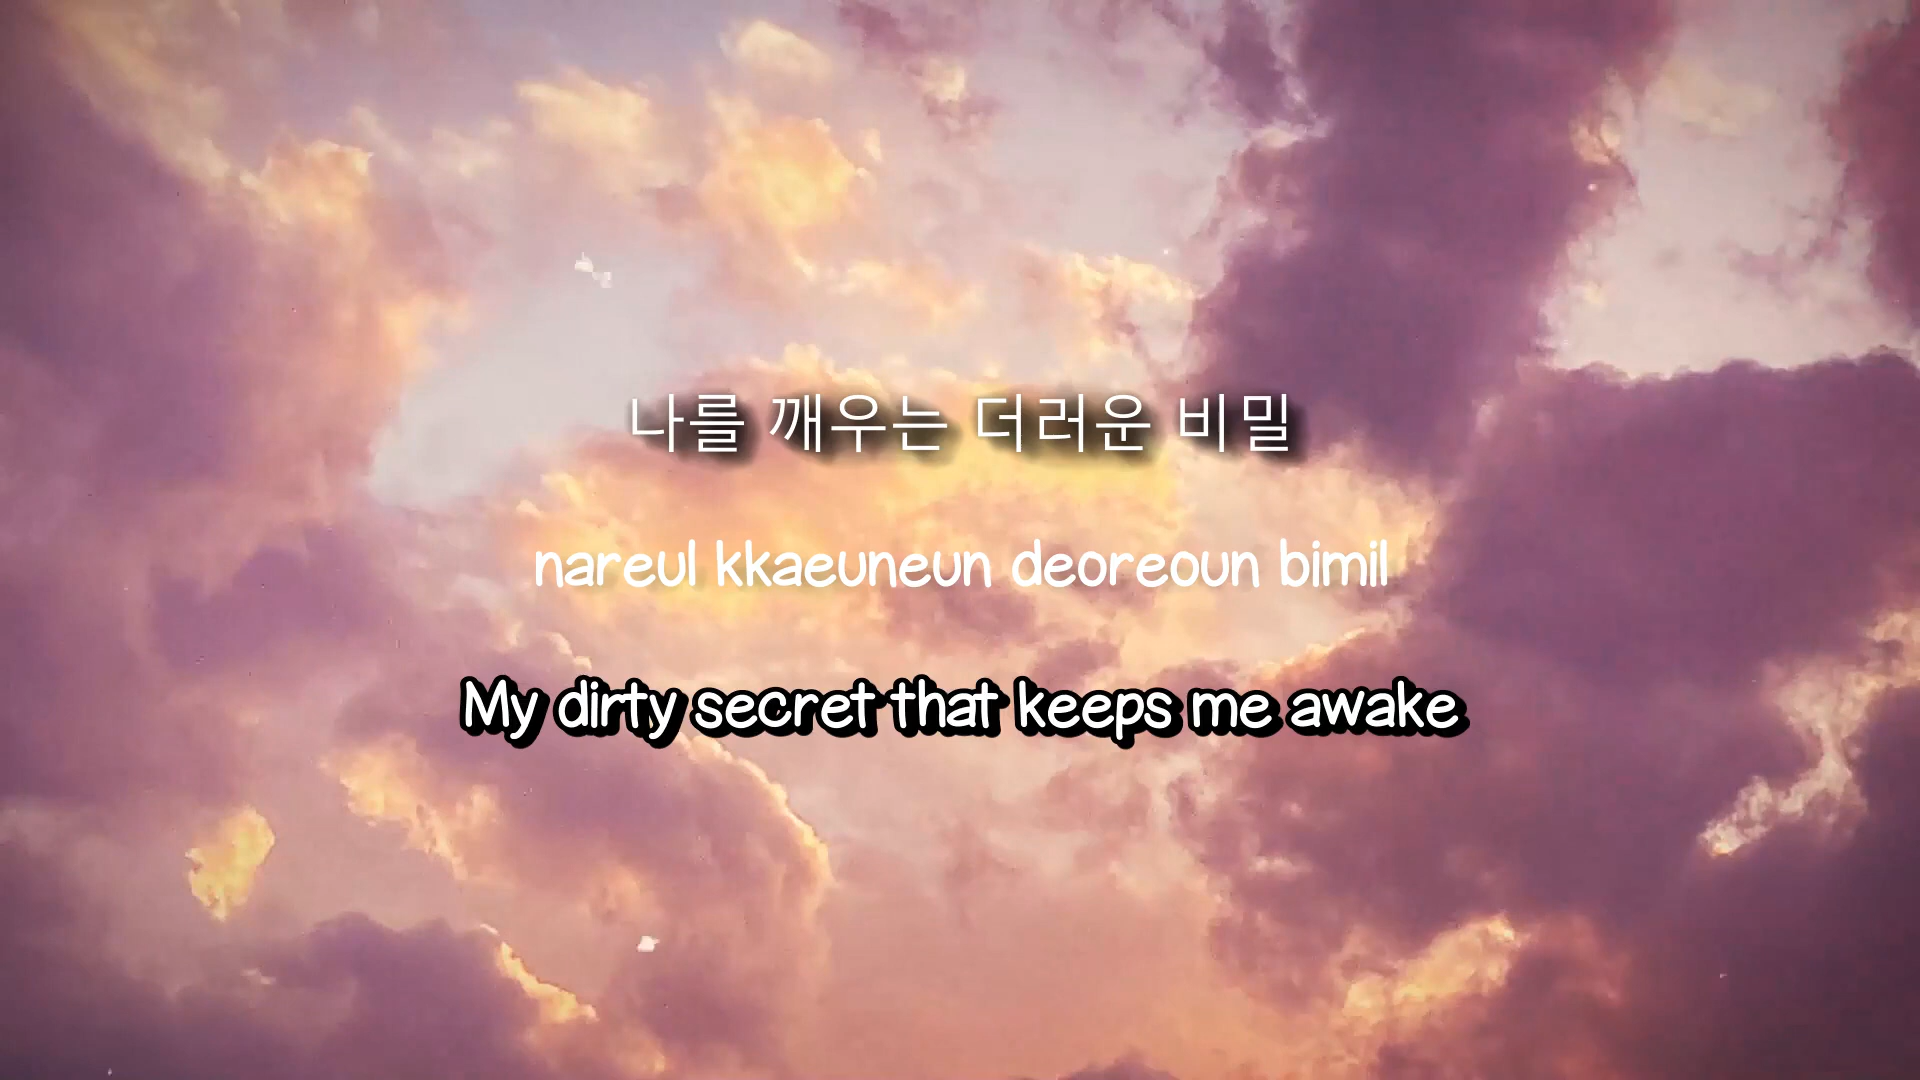 나를 깨우는 더러운 비밀
nareul kkaeuneun deoreoun bimil
My dirty secret that keeps me awake